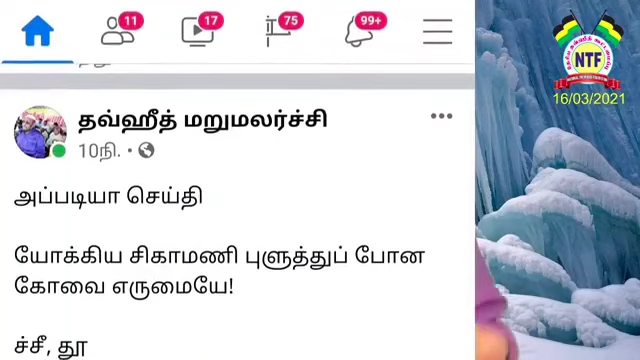 11
17
75
99+
NTF
16/03/2021
தவ்ஹீத் மறுமலர்ச்சி
10நி.
அப்படியா செய்தி
யோக்கிய சிகாமணி புளுத்துப் போன
கோவை எருமையே!
ச்சீ, தூ